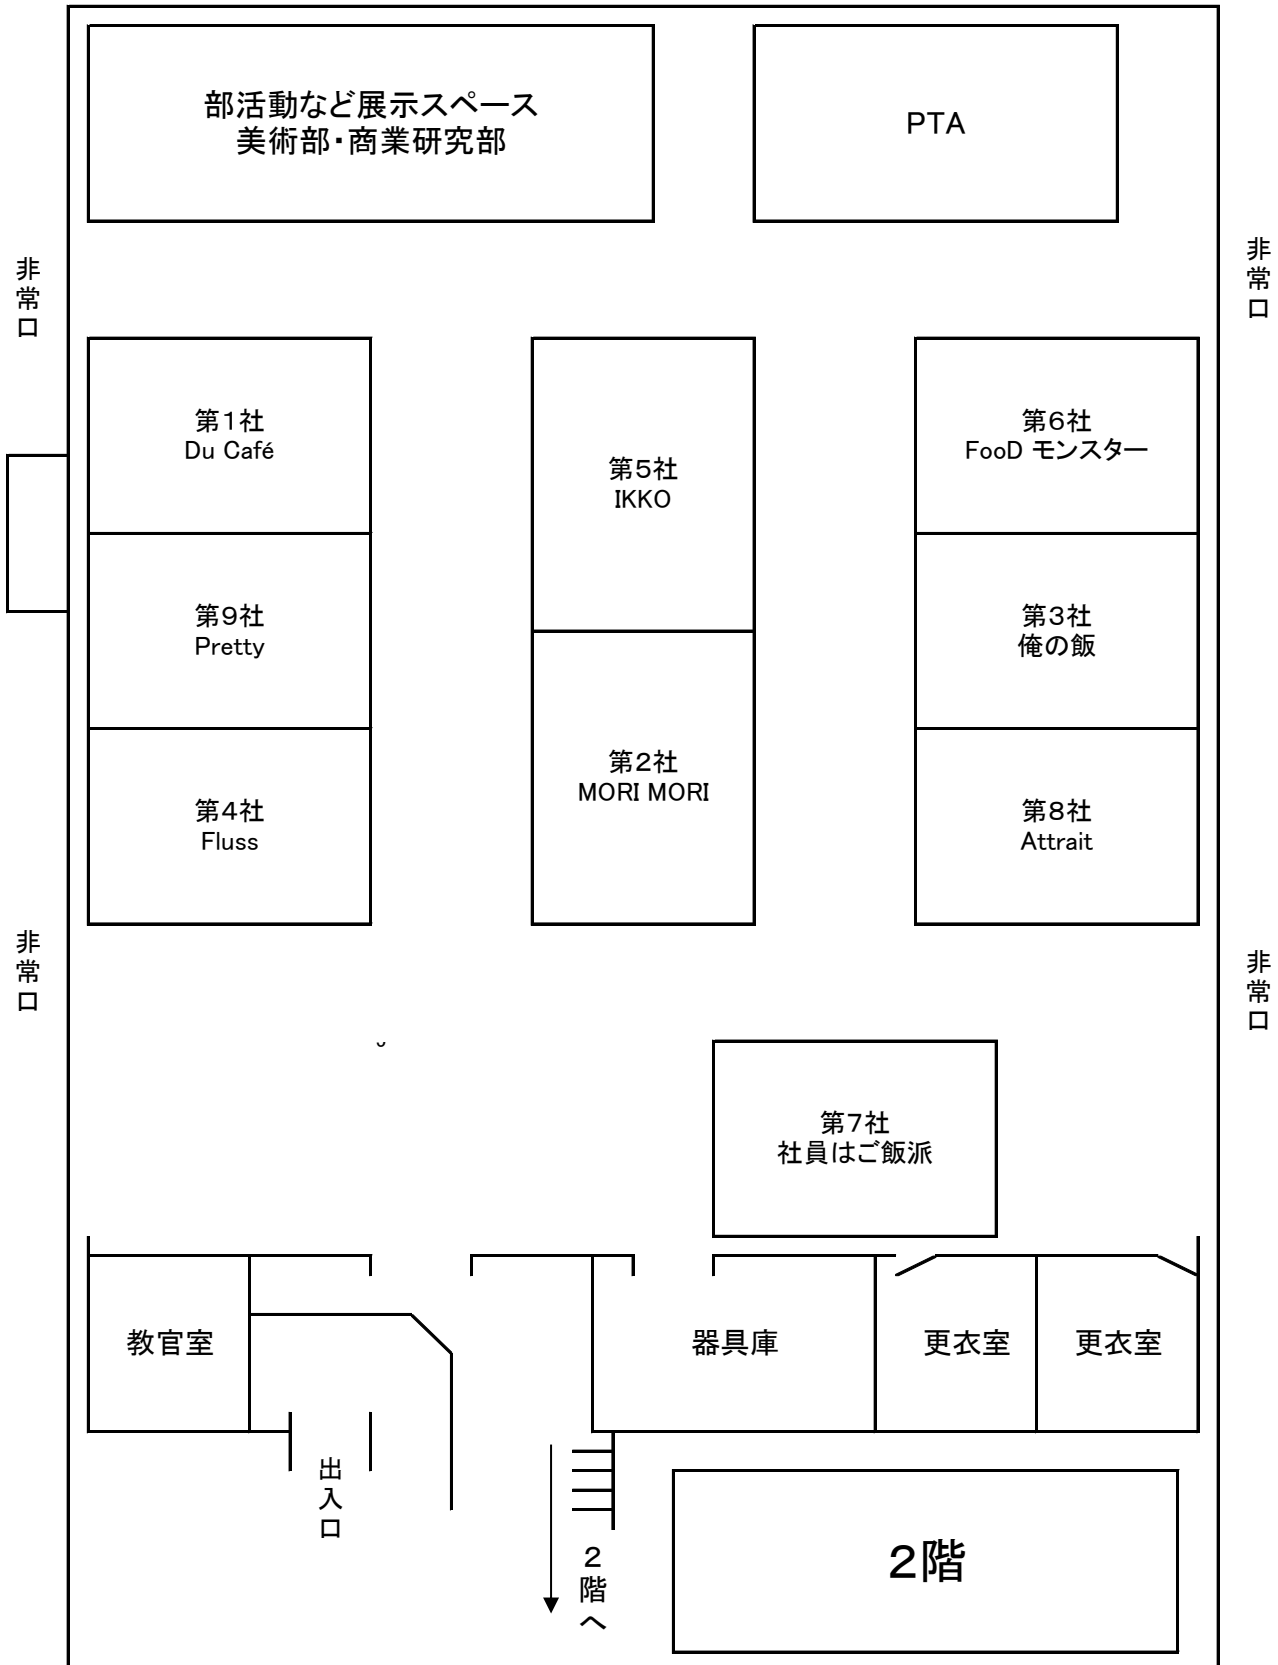 部活動など展示スペース
美術部・商業研究部
PTA
非常口
非常口
第1社
Du Café
第5社
IKKO
第6社
FooD モンスター
第9社
Pretty
第3社
俺の飯
第2社
MORI MORI
第4社
Fluss
第8社
Attrait
非常口
非常口
第7社
社員はご飯派
教官室
器具庫
更衣室
更衣室
出入口
2階へ
2階